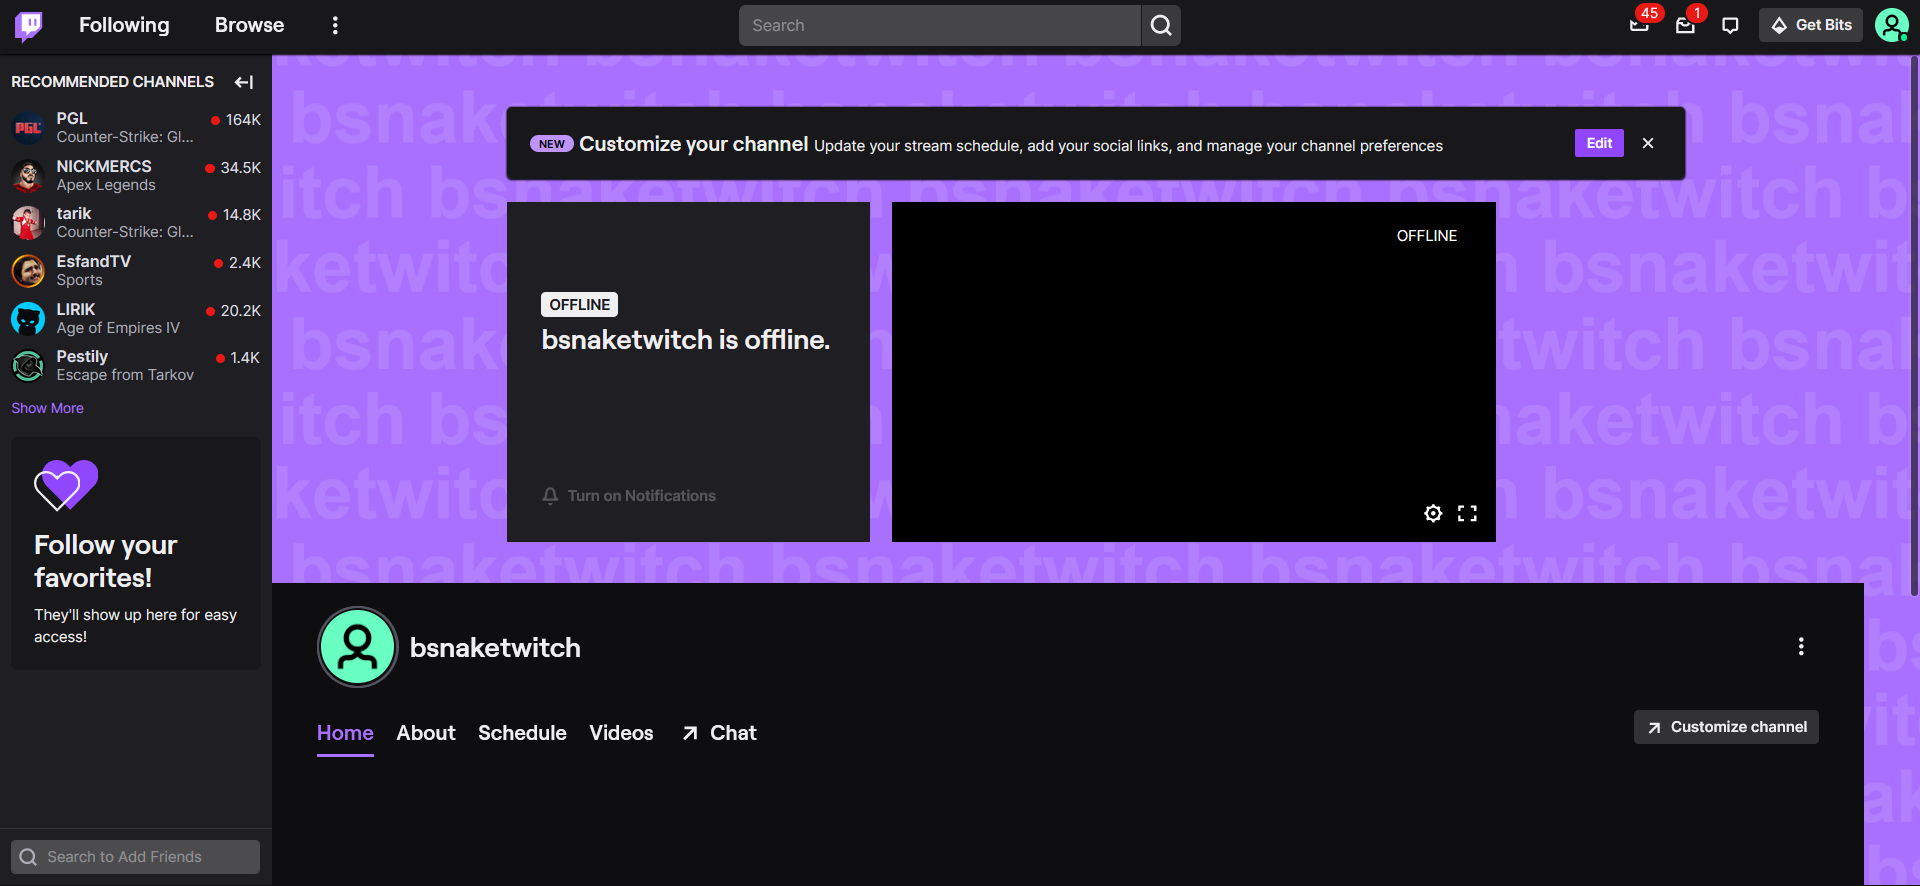 Following Browse
Search
45 1
Get Bits
RECOMMENDED CHANNELS
PGL 164K
Counter-Strike: Gl...
NICKMERCS 34.5K
Apex Legends
tarik 14.8K
Counter-Strike: Gl...
EsfandTV 2.4K
Sports
LIRIK 20.2K
Age of Empires IV
Pestily 1.4K
Escape from Tarkov
Show More
Follow your
favorites!
They'll show up here for easy
access!
Search to Add Friends
NEW Customize your channel Update your stream schedule, add your social links, and manage your channel preferences Edit
OFFLINE
bsnaketwitch is offline.
Turn on Notifications
OFFLINE
bsnaketwitch
Home About Schedule Videos Chat
Customize channel